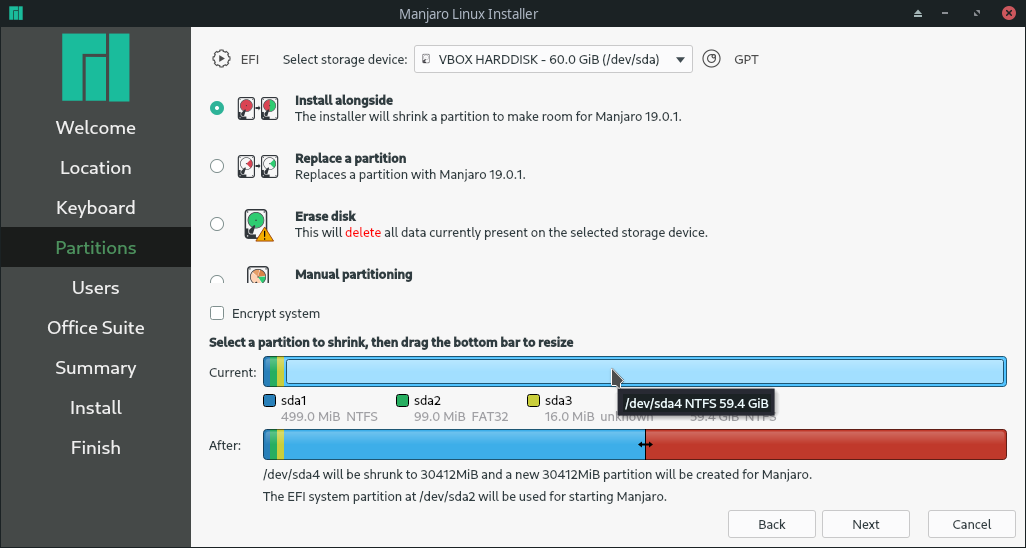 Manjaro Linux Installer
Welcome
Location
Keyboard
Partitions
Users
Office Suite
Summary
Install
Finish
EFI Select storage device: VBOX HARDDISK - 60.0 GiB (/dev/sda) GPT
Install alongside
The installer will shrink a partition to make room for Manjaro 19.0.1.
Replace a partition
Replaces a partition with Manjaro 19.0.1.
Erase disk
This will delete all data currently present on the selected storage device.
Manual partitioning
Encrypt system
Select a partition to shrink, then drag the bottom bar to resize
Current:
/dev/sda4 NTFS 59.4 GiB
sda1 sda2 sda3
499.0 MiB NTFS 99.0 MiB FAT32 16.0 MiB unknown 59.4 GiB NTFS
After:
/dev/sda4 will be shrunk to 30412MiB and a new 30412MiB partition will be created for Manjaro.
The EFI system partition at /dev/sda2 will be used for starting Manjaro.
Back Next Cancel